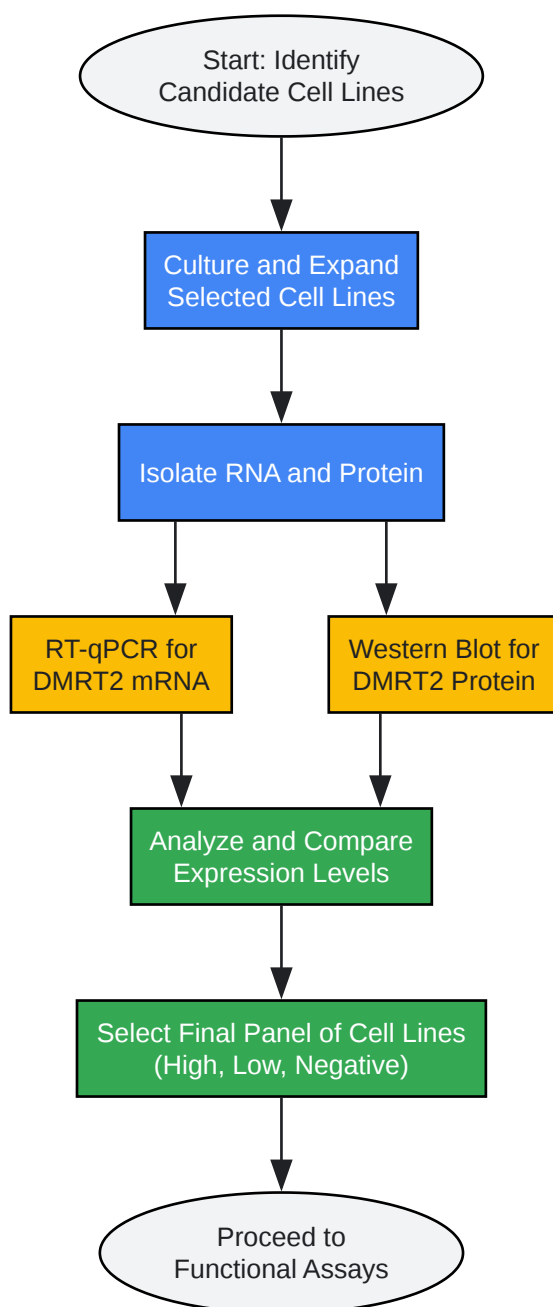 Start: Identify
Candidate Cell Lines
Culture and Expand
Selected Cell Lines
Isolate RNA and Protein
RT-qPCR for
DMRT2 mRNA
Western Blot for
DMRT2 Protein
Analyze and Compare
Expression Levels
Select Final Panel of Cell Lines
(High, Low, Negative)
Proceed to
Functional Assays